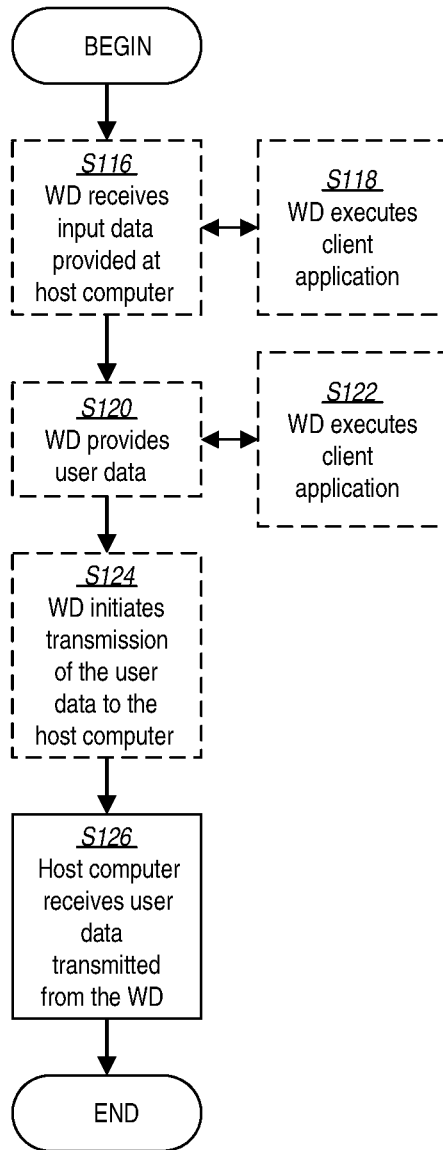 BEGIN
S116
WD receives
input data
provided at
host computer
S118
WD executes
client
application
S120
WD provides
user data
S122
WD executes
client
application
S124
WD initiates
transmission
of the user
data to the
host computer
S126
Host computer
receives user
data
transmitted
from the WD
END